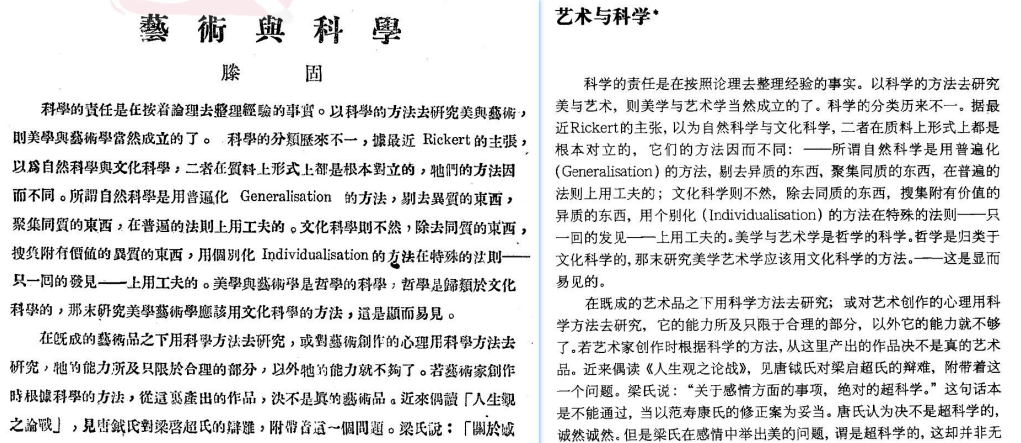 藝術與科學
滕 固
科學的責任是在按着論理去整理經驗的事實。以科學的方法去研究美與藝術，
則美學與藝術學當然成立的了。 科學的分類歷來不一，據最近 Rickert 的主張，
以爲自然科學與文化科學，二者在質料上形式上都是根本對立的，牠們的方法因
而不同。所謂自然科學是用普遍化 Generalisation 的方法，剔去異質的東西，
聚集同質的東西，在普遍的法則上用工夫的。文化科學則不然，除去同質的東西，
搜集附有價值的異質的東西，用個別化 Individualisation 的方法在特殊的法則——
只一回的發見——上用工夫的。美學與藝術學是哲學的科學，哲學是歸類於文化
科學的，那末研究美學藝術學應該用文化科學的方法，這是顯而易見。
在旣成的藝術品之下用科學方法去研究，或對藝術創作的心理用科學方法去
研究，牠的能力所及只限於合理的部分，以外牠的能力就不夠了。若藝術家創作
時根據科學的方法，從這裏產出的作品，決不是眞的藝術品。近來偶讀「人生觀
之論戰」，見唐鉞氏對梁啓超氏的辯難，附帶着這一個問題。梁氏説：「關於感
艺术与科学*
科学的责任是在按照论理去整理经验的事实。以科学的方法去研究
美与艺术，则美学与艺术学当然成立的了。科学的分类历来不一。据最
近Rickert的主张，以为自然科学与文化科学，二者在质料上形式上都是
根本对立的，它们的方法因而不同：——所谓自然科学是用普遍化
(Generalisation)的方法，剔去异质的东西，聚集同质的东西，在普遍的
法则上用工夫的；文化科学则不然，除去同质的东西，搜集附有价值的
异质的东西，用个别化（Individualisation）的方法在特殊的法则——只
一回的发见——上用工夫的。美学与艺术学是哲学的科学。哲学是归类于
文化科学的，那末研究美学艺术学应该用文化科学的方法。——这是显而
易见的。
在既成的艺术品之下用科学方法去研究；或对艺术创作的心理用科
学方法去研究，它的能力所及只限于合理的部分，以外它的能力就不够
了。若艺术家创作时根据科学的方法，从这里产出的作品决不是真的艺术
品。近来偶读《人生观之论战》，见唐钺氏对梁启超氏的辩难，附带着这
一个问题。梁氏说：“关于感情方面的事项，绝对的超科学。”这句话本
是不能通过，当以范寿康氏的修正案为妥当。唐氏认为决不是超科学的，
诚然诚然。但是梁氏在感情中举出美的问题，谓是超科学的，这却并非无